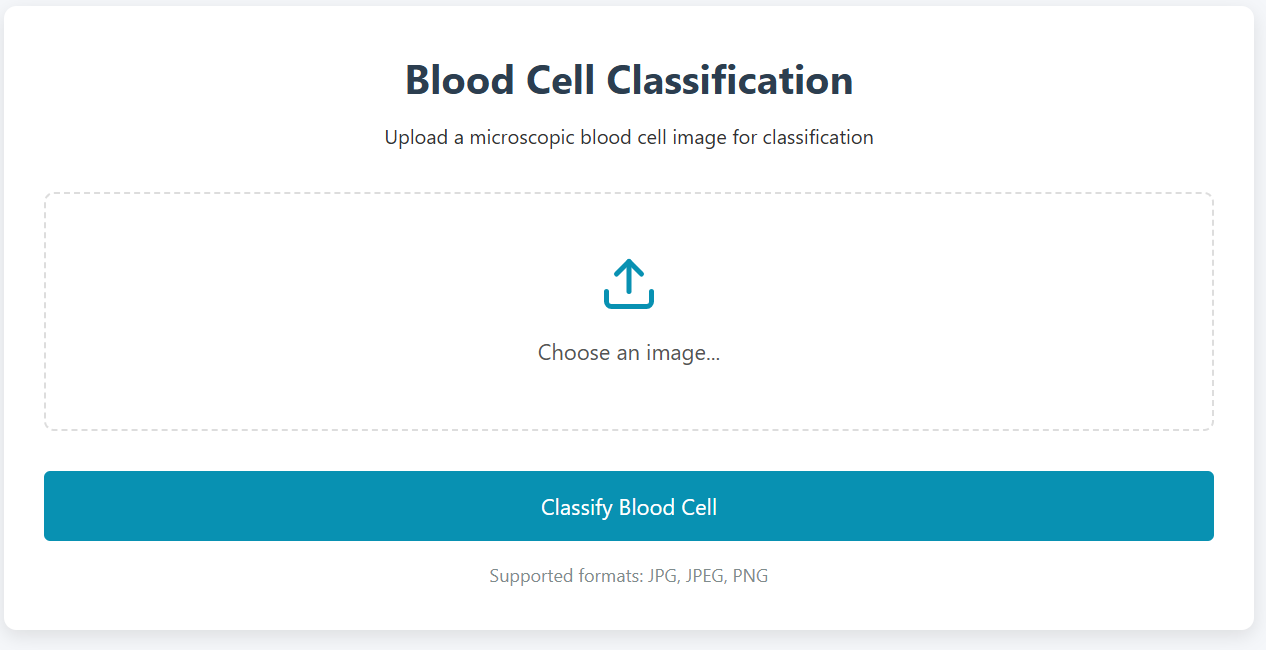 Blood Cell Classification
Upload a microscopic blood cell image for classification
Choose an image...
Classify Blood Cell
Supported formats: JPG, JPEG, PNG